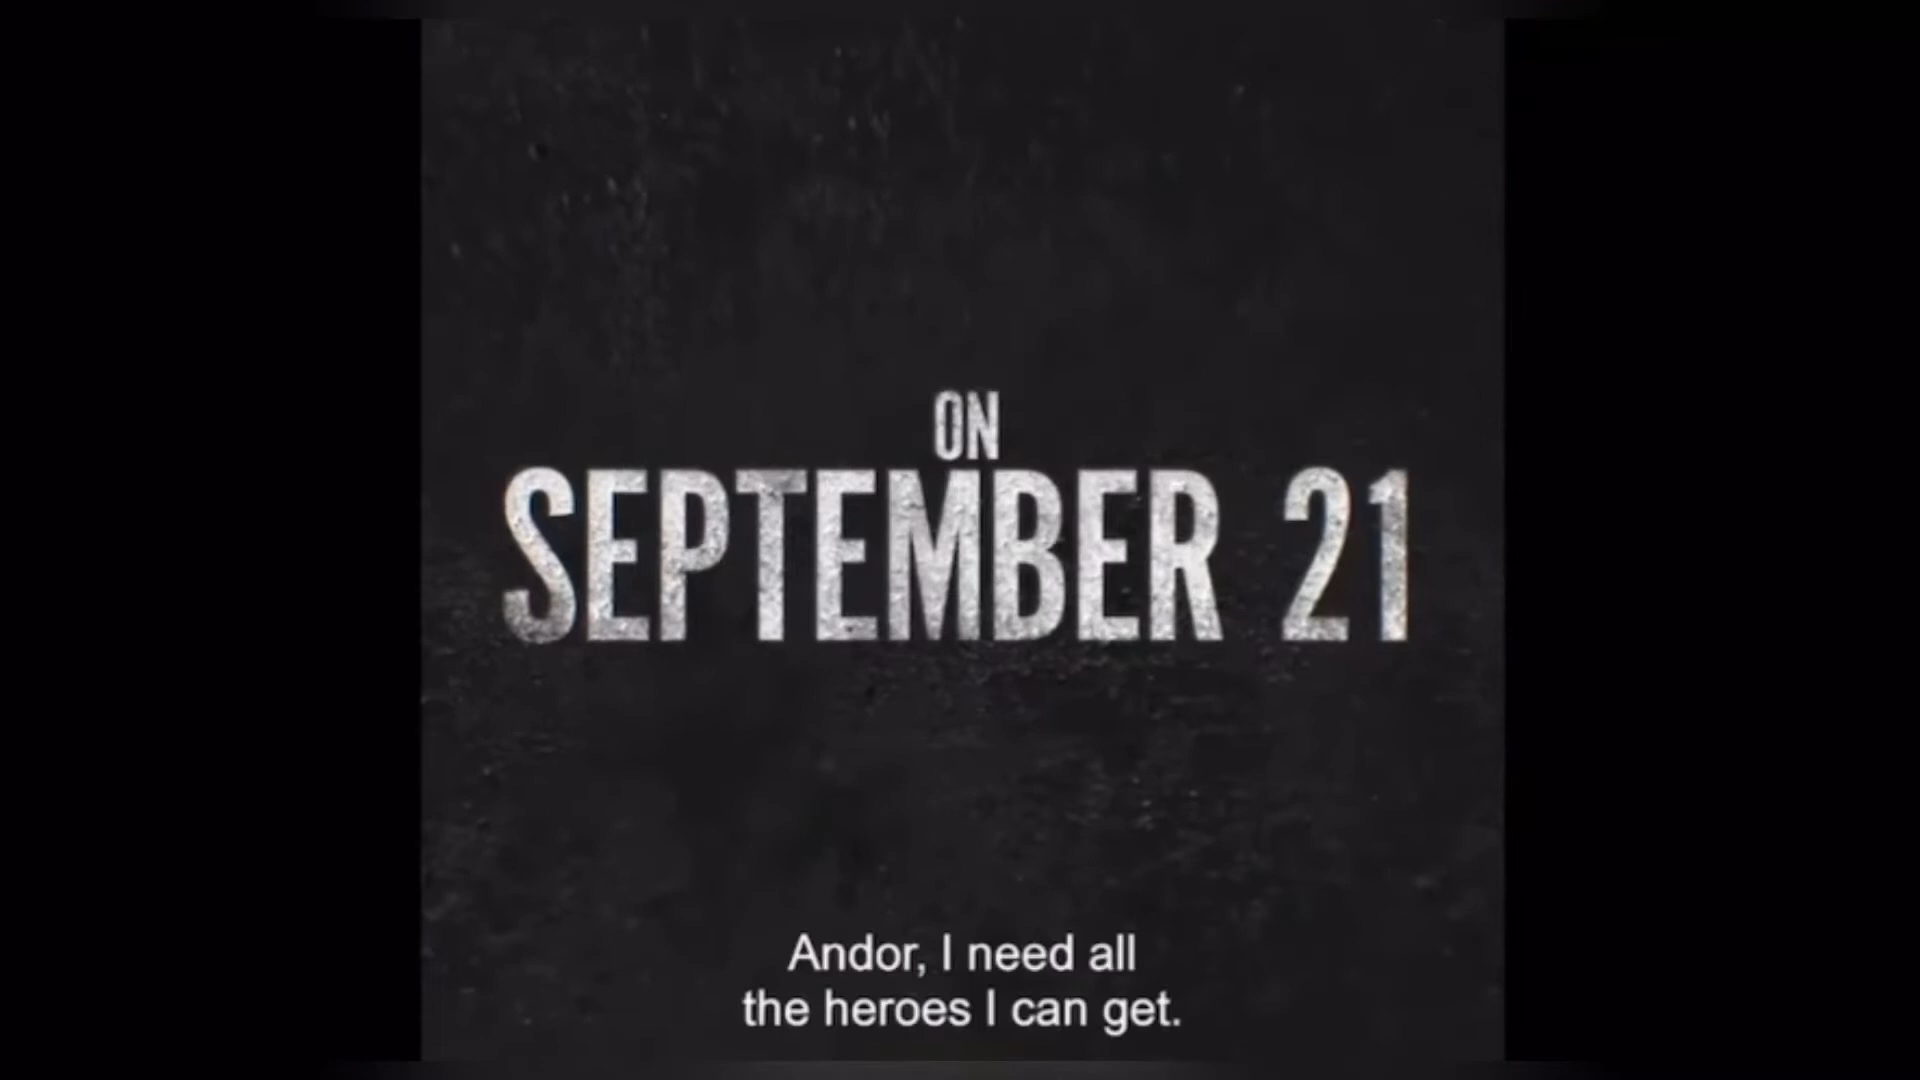 ON
SEPTEMBER 21
Andor, I need all
the heroes I can get.